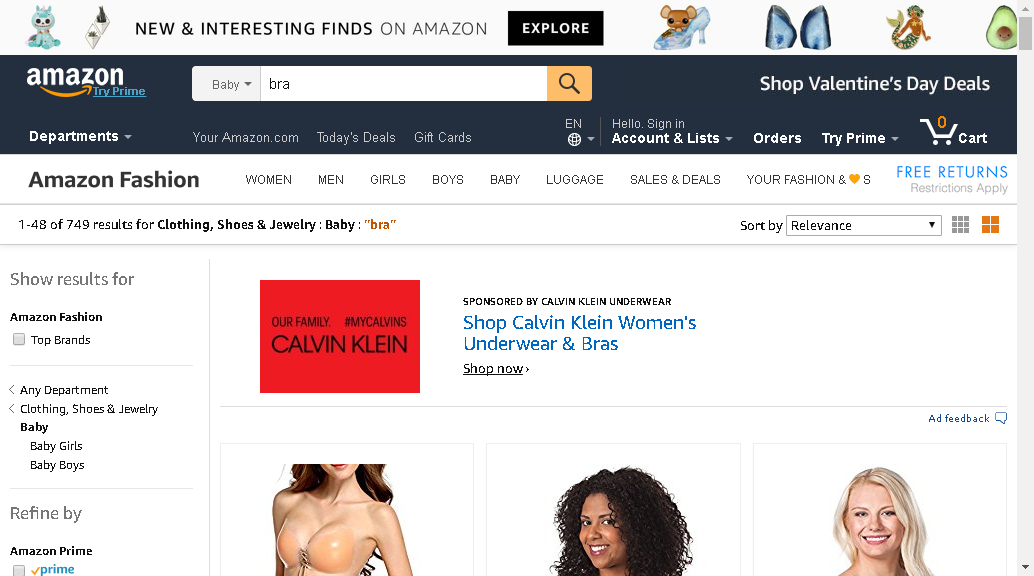 NEW & INTERESTING FINDS ON AMAZON EXPLORE
amazon
Try Prime
Baby bra
Shop Valentine's Day Deals
Departments
Your Amazon.com Today's Deals Gift Cards
EN
Hello. Sign in
Account & Lists
Orders
Try Prime
0
Cart
Amazon Fashion
WOMEN MEN GIRLS BOYS BABY LUGGAGE SALES & DEALS YOUR FASHION & 🧡 S
FREE RETURNS
Restrictions Apply
1-48 of 749 results for Clothing, Shoes & Jewelry : Baby : "bra"
Sort by Relevance
Show results for
Amazon Fashion
Top Brands
Any Department
Clothing, Shoes & Jewelry
Baby
Baby Girls
Baby Boys
Refine by
Amazon Prime
prime
OUR FAMILY. #MYCALVINS
CALVIN KLEIN
SPONSORED BY CALVIN KLEIN UNDERWEAR
Shop Calvin Klein Women's
Underwear & Bras
Shop now ›
Ad feedback